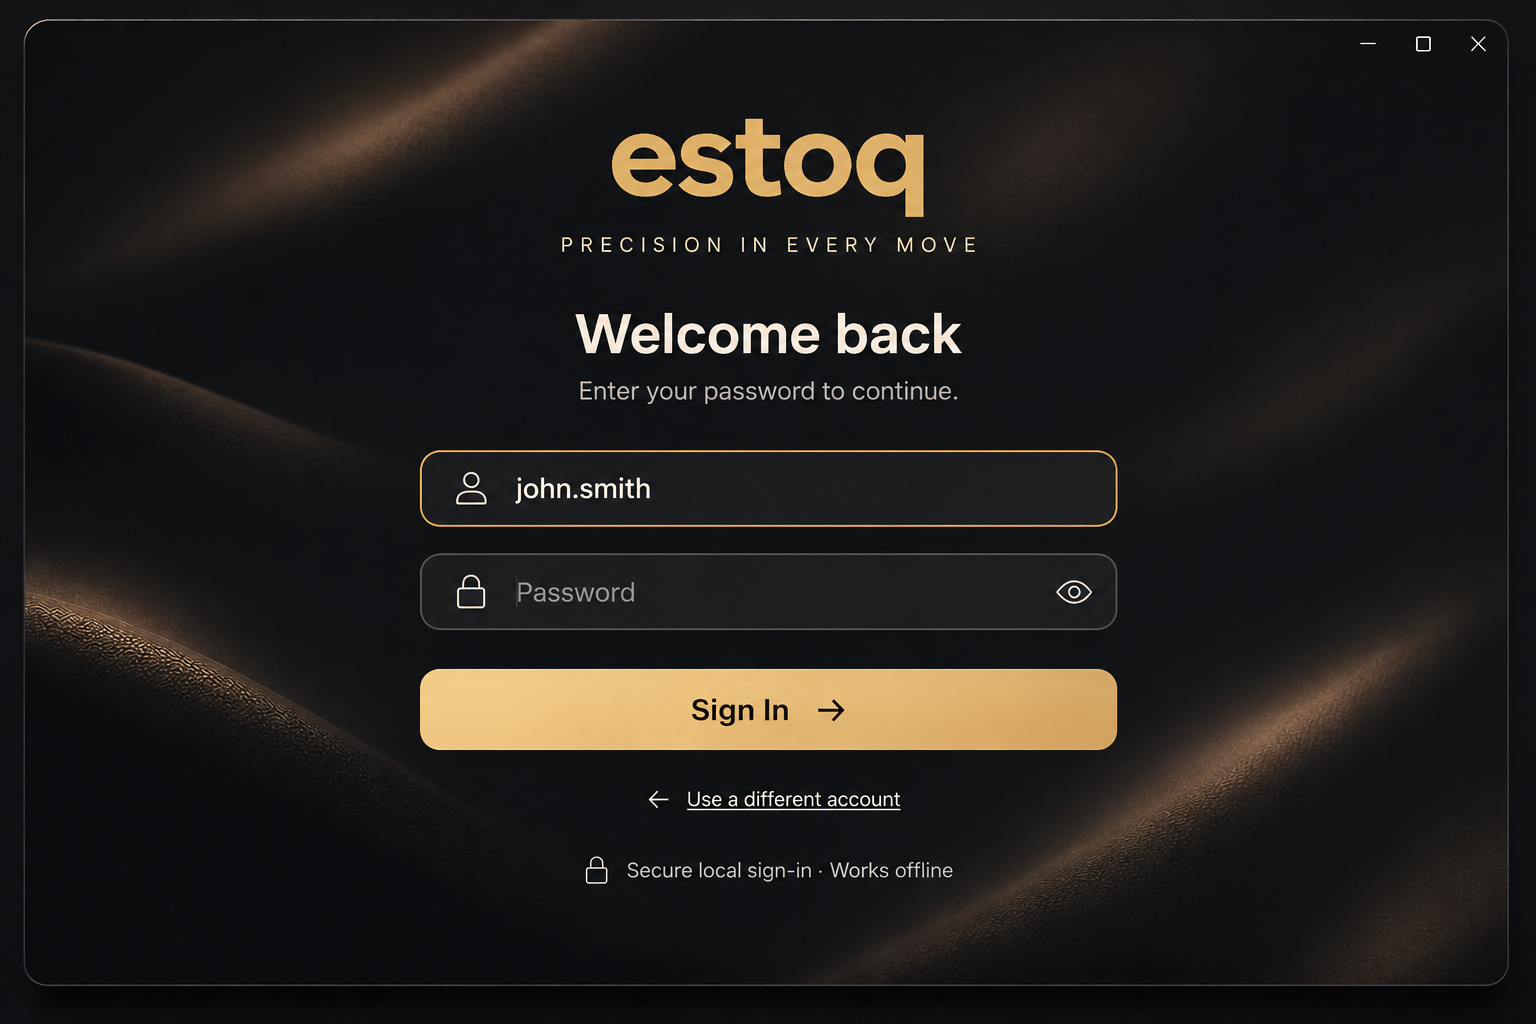 estoq
PRECISION IN EVERY MOVE
Welcome back
Enter your password to continue.
john.smith
Password
Sign In →
← Use a different account
Secure local sign-in · Works offline